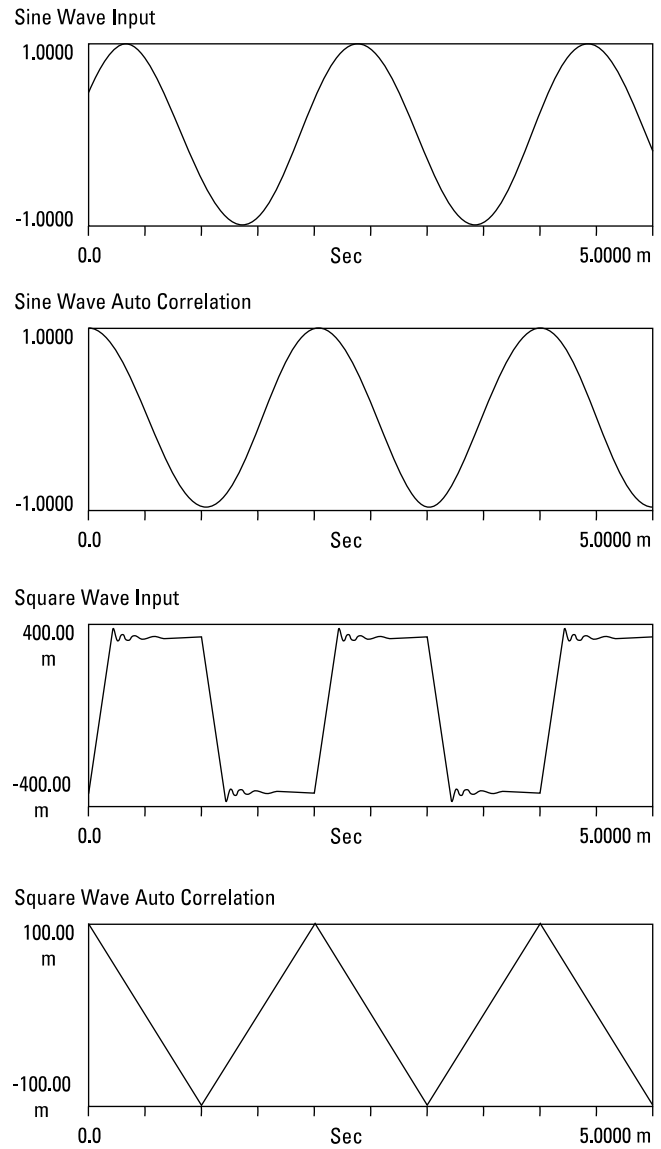 Sine Wave Input
1.0000
-1.0000
0.0 Sec 5.0000 m
Sine Wave Auto Correlation
1.0000
-1.0000
0.0 Sec 5.0000 m
Square Wave Input
400.00
m
-400.00
m
0.0 Sec 5.0000 m
Square Wave Auto Correlation
100.00
m
-100.00
m
0.0 Sec 5.0000 m